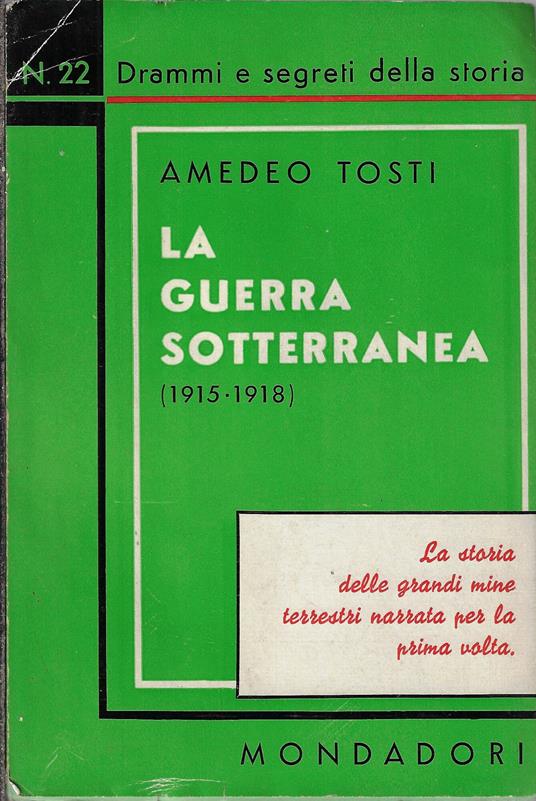 N. 22 Drammi e segreti della storia
AMEDEO TOSTI
LA
GUERRA
SOTTERRANEA
(1915·1918)
La storia
delle grandi mine
terrestri narrata per la
prima volta.
MONDADORI